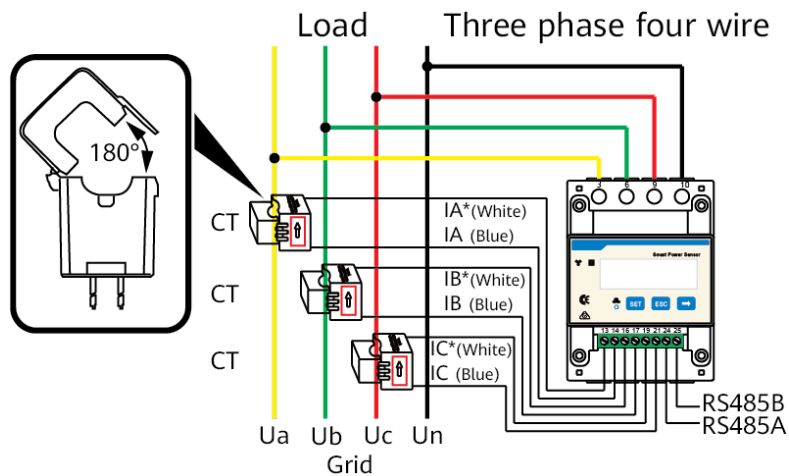 Load
Three phase four wire
180°
3 6 9 10
CT
IA*(White)
IA (Blue)
Smart Power Sensor
CT
IB*(White)
IB (Blue)
SET ESC
CT
IC*(White)
IC (Blue)
13 14 16 17 19 21 24 25
RS485B
RS485A
Ua Ub Uc Un
Grid